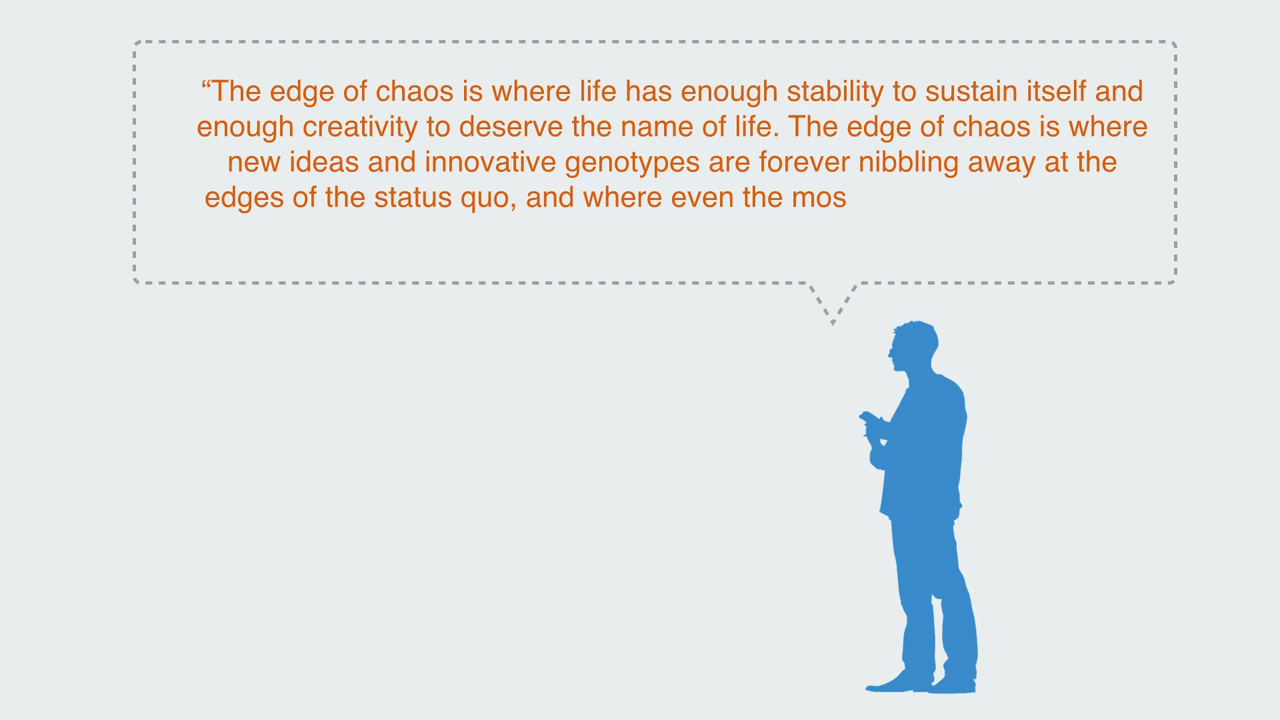 “The edge of chaos is where life has enough stability to sustain itself and
enough creativity to deserve the name of life. The edge of chaos is where
new ideas and innovative genotypes are forever nibbling away at the
edges of the status quo, and where even the mos